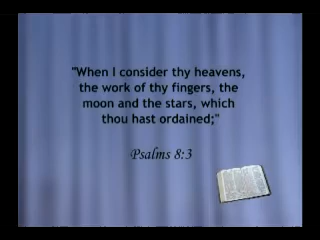 "When I consider thy heavens,
the work of thy fingers, the
moon and the stars, which
thou hast ordained;"
Psalms 8:3